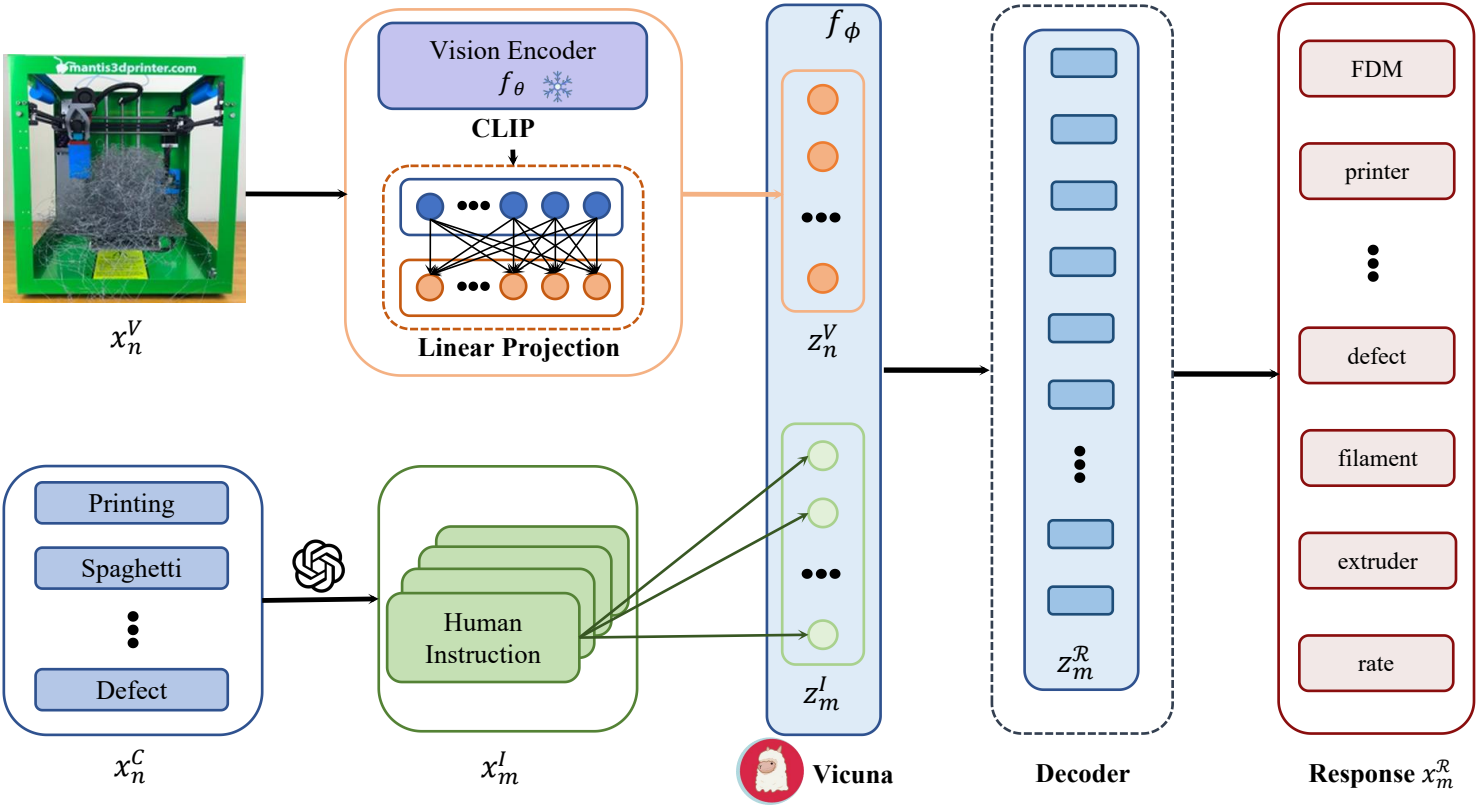 mantis3dprinter.com
x_n^V
Vision Encoder
f_θ
CLIP
Linear Projection
f_ϕ
z_n^V
z_m^I
Vicuna
Printing
Spaghetti
Defect
x_n^C
Human
Instruction
x_m^I
z_m^ℛ
Decoder
FDM
printer
defect
filament
extruder
rate
Response x_m^ℛ